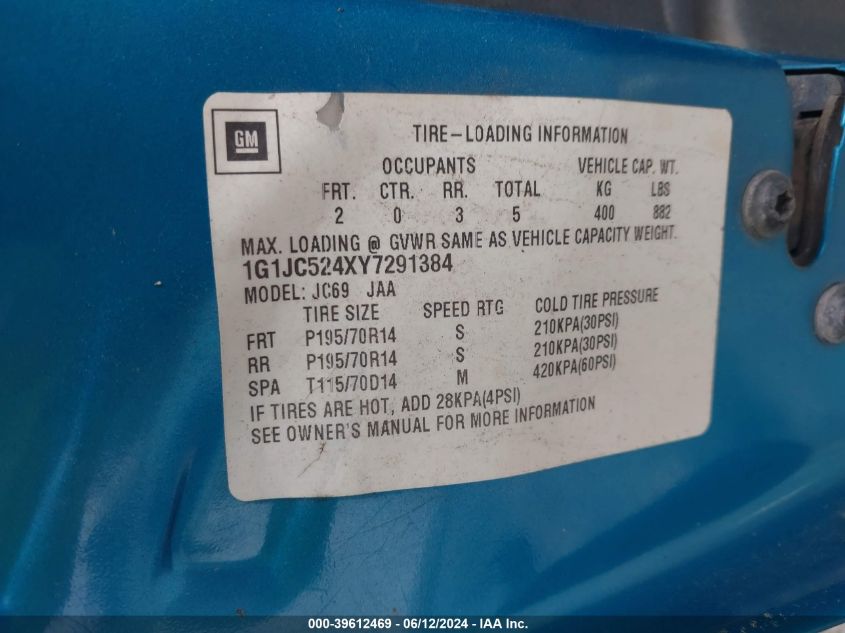 GM
TIRE-LOADING INFORMATION
OCCUPANTS VEHICLE CAP. WT.
FRT. CTR. RR. TOTAL KG LBS
2 0 3 5 400 882
MAX. LOADING @ GVWR SAME AS VEHICLE CAPACITY WEIGHT.
1G1JC524XY7291384
MODEL: JC69 JAA
TIRE SIZE SPEED RTG COLD TIRE PRESSURE
FRT P195/70R14 S 210KPA(30PSI)
RR P195/70R14 S 210KPA(30PSI)
SPA T115/70D14 M 420KPA(60PSI)
IF TIRES ARE HOT, ADD 28KPA(4PSI)
SEE OWNER'S MANUAL FOR MORE INFORMATION
000-39612469 - 06/12/2024 - IAA Inc.